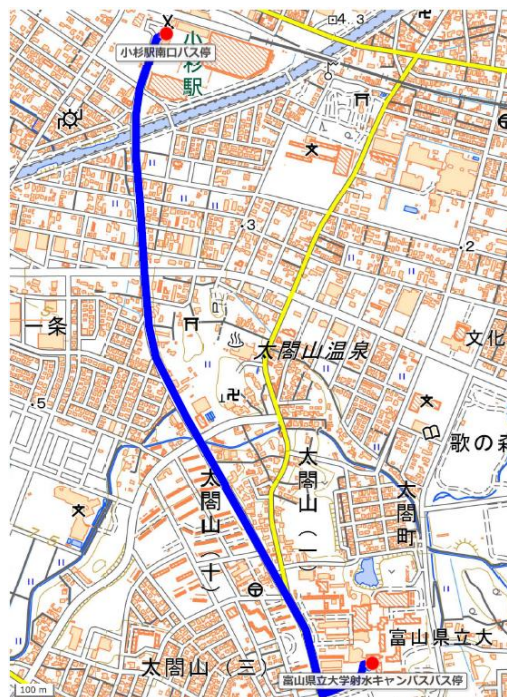 4 3
小杉駅
小杉駅南口バス停
.3
.2
一条
太閤山温泉
文化
.5
歌の森
太閤山(一)
太閤町
太閤山(十)
富山県立大
太閤山(三)
富山県立大学射水キャンパスバス停
100 m